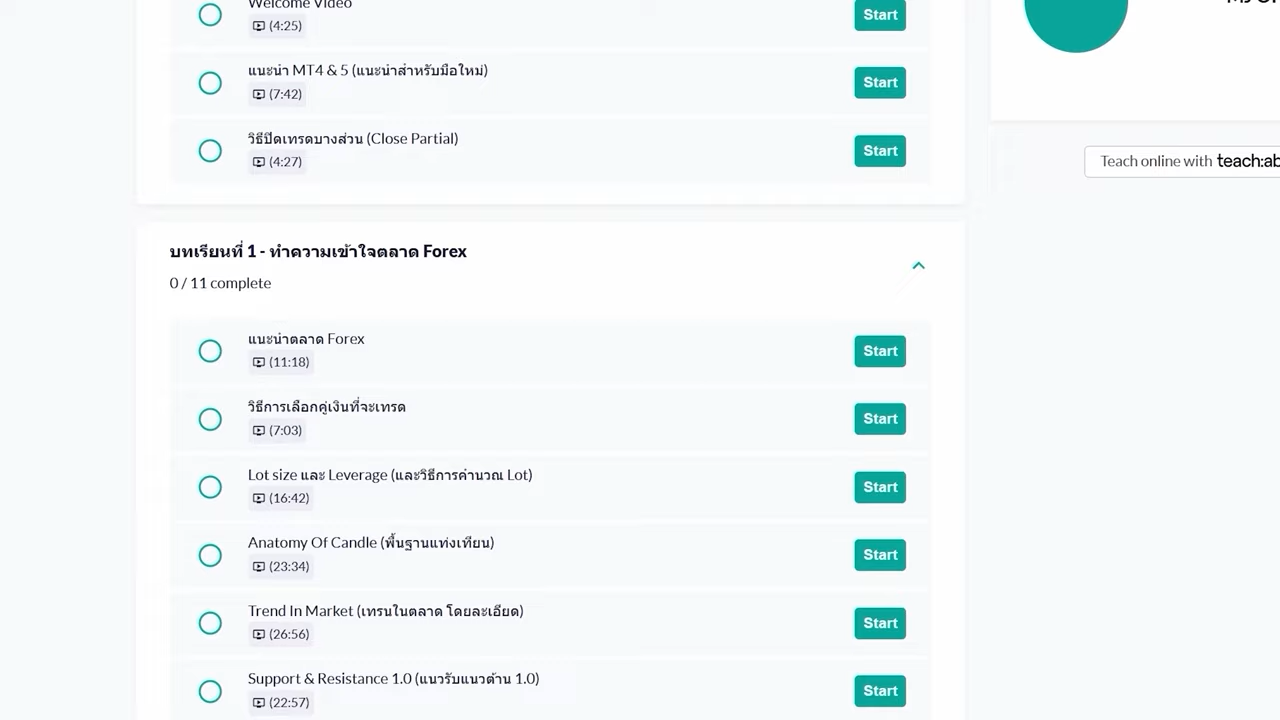 Welcome Video
(4:25)
Start
แนะนำ MT4 & 5 (แนะนำสำหรับมือใหม่)
(7:42)
Start
วิธีปิดเทรดบางส่วน (Close Partial)
(4:27)
Start
Teach online with teach:ab
บทเรียนที่ 1 - ทำความเข้าใจตลาด Forex
0 / 11 complete
แนะนำตลาด Forex
(11:18)
Start
วิธีการเลือกคู่เงินที่จะเทรด
(7:03)
Start
Lot size และ Leverage (และวิธีการคำนวณ Lot)
(16:42)
Start
Anatomy Of Candle (พื้นฐานแท่งเทียน)
(23:34)
Start
Trend In Market (เทรนในตลาด โดยละเอียด)
(26:56)
Start
Support & Resistance 1.0 (แนวรับแนวต้าน 1.0)
(22:57)
Start